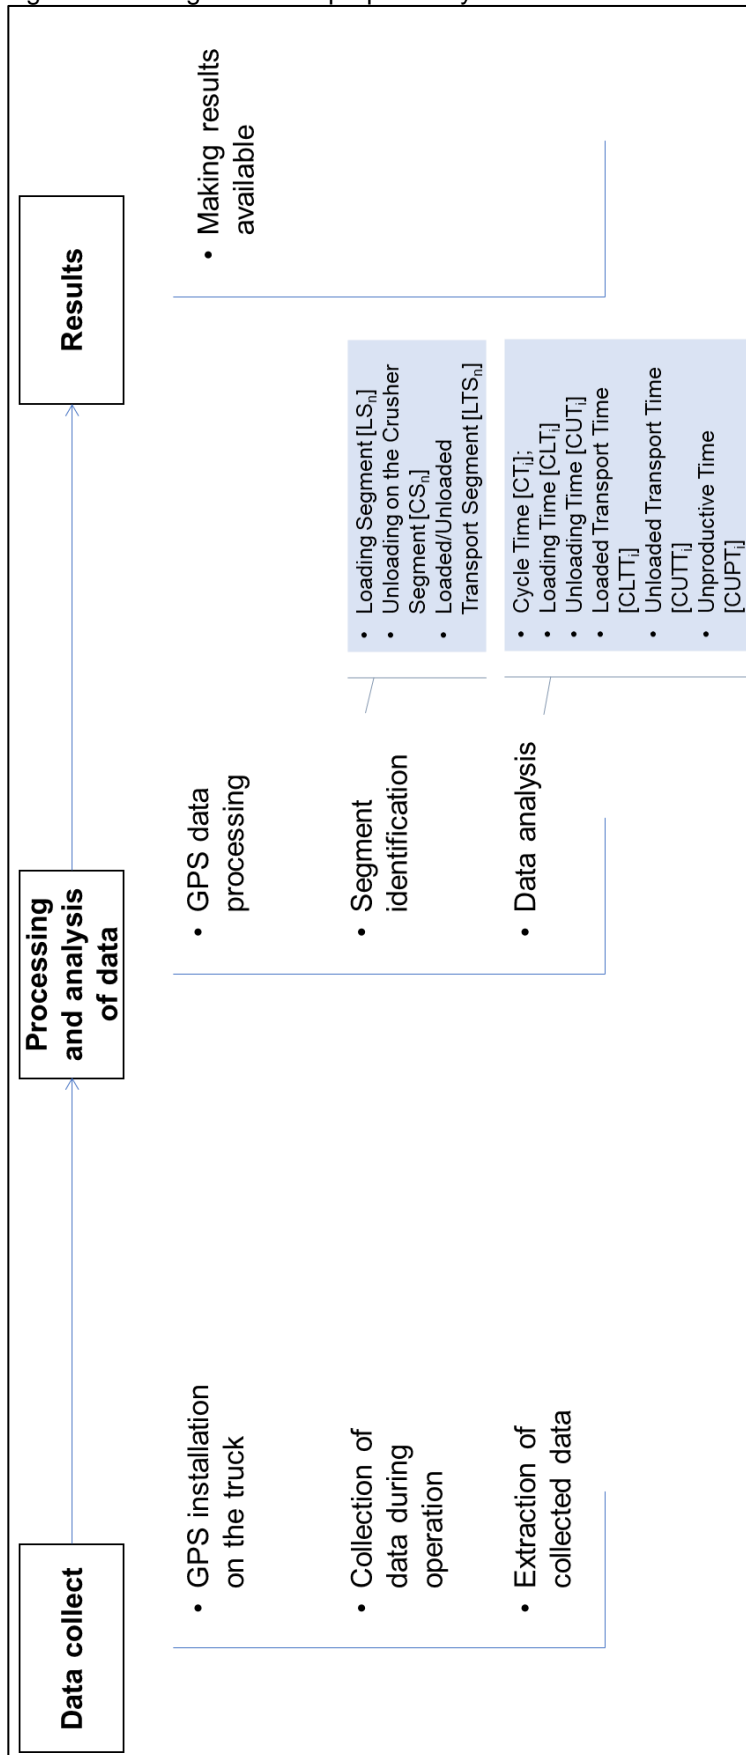 Data collect
• GPS installation
on the truck
• Collection of
data during
operation
• Extraction of
collected data
Processing
and analysis
of data
• GPS data
processing
• Segment
identification
• Data analysis
• Loading Segment [LSn]
• Unloading on the Crusher
Segment [CSn]
• Loaded/Unloaded
Transport Segment [LTSn]
• Cycle Time [CTi];
• Loading Time [CLTi]
• Unloading Time [CUTi]
• Loaded Transport Time
[CLTTi]
• Unloaded Transport Time
[CUTTi]
• Unproductive Time
[CUPTi]
Results
• Making results
available